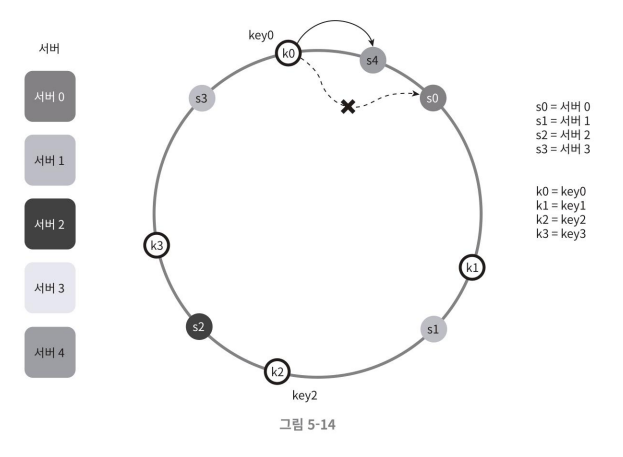 서버
서버 0
서버 1
서버 2
서버 3
서버 4
key0
k0
s4
s3
s0
k3
k1
s2
s1
k2
key2
s0 = 서버 0
s1 = 서버 1
s2 = 서버 2
s3 = 서버 3
k0 = key0
k1 = key1
k2 = key2
k3 = key3
그림 5-14